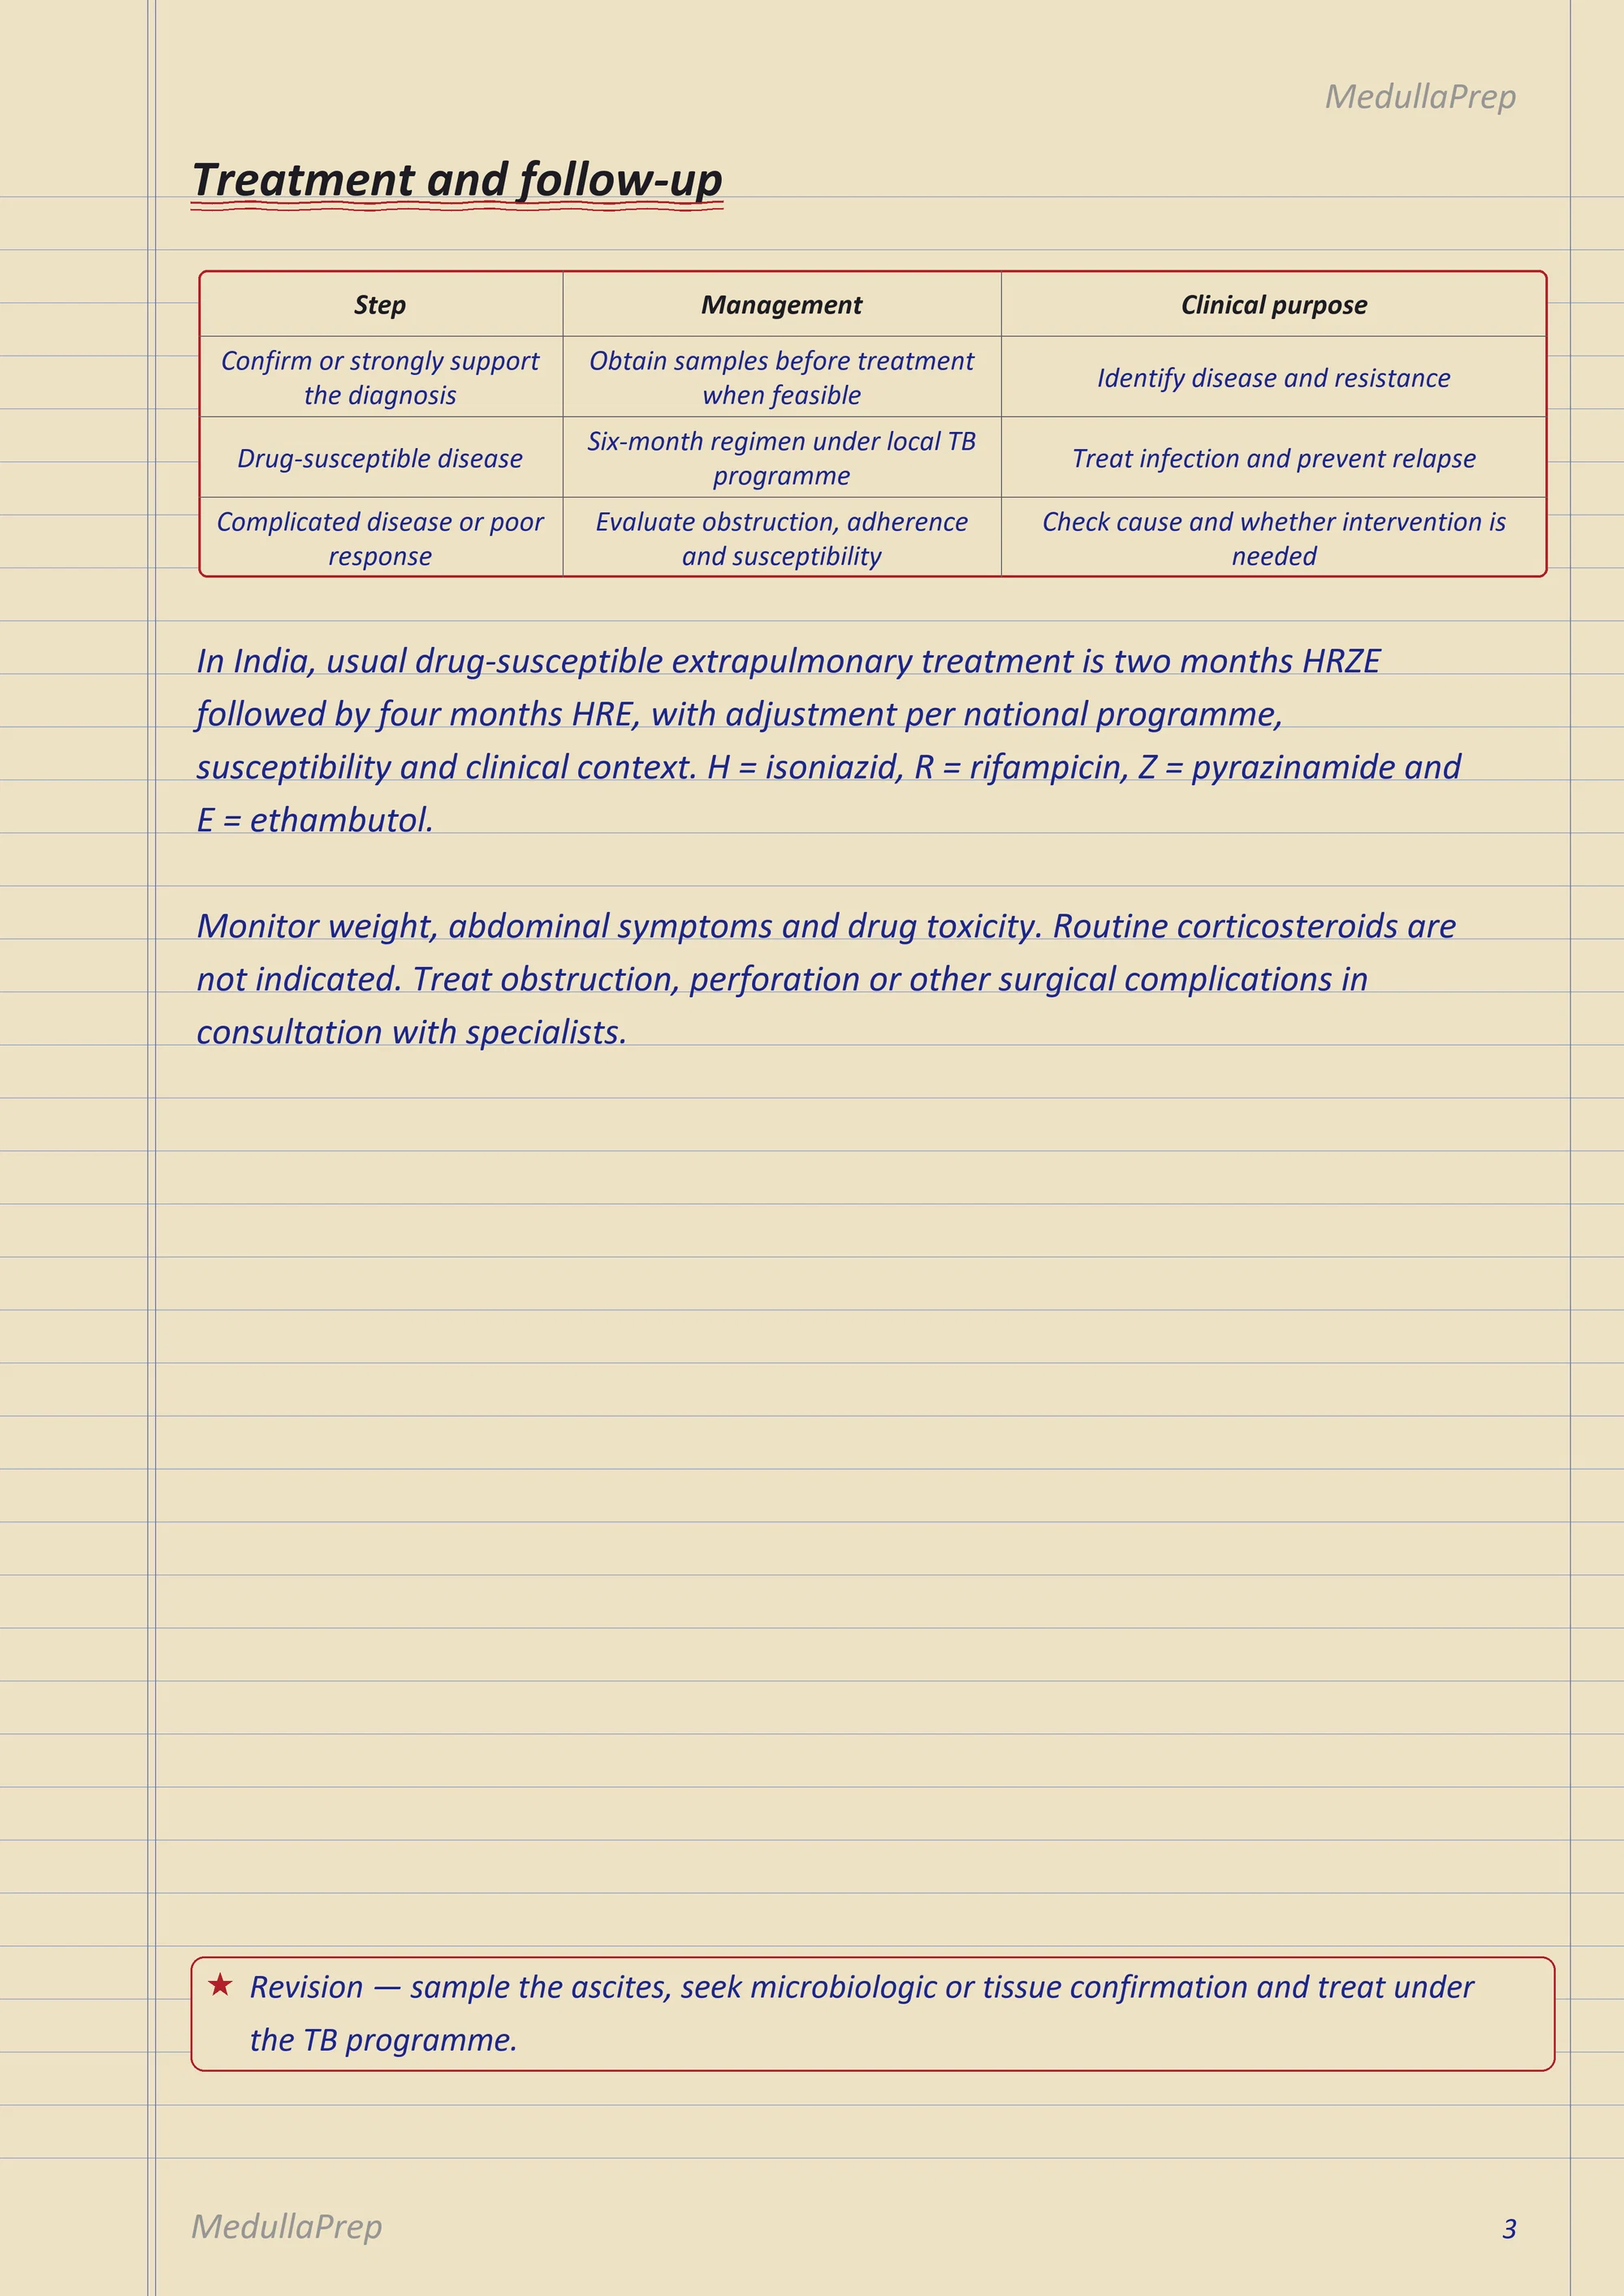 MedullaPrep
Treatment and follow-up
Step Management Clinical purpose
Confirm or strongly support the diagnosis Obtain samples before treatment when feasible Identify disease and resistance
Drug-susceptible disease Six-month regimen under local TB programme Treat infection and prevent relapse
Complicated disease or poor response Evaluate obstruction, adherence and susceptibility Check cause and whether intervention is needed
In India, usual drug-susceptible extrapulmonary treatment is two months HRZE
followed by four months HRE, with adjustment per national programme,
susceptibility and clinical context. H = isoniazid, R = rifampicin, Z = pyrazinamide and
E = ethambutol.
Monitor weight, abdominal symptoms and drug toxicity. Routine corticosteroids are
not indicated. Treat obstruction, perforation or other surgical complications in
consultation with specialists.
★ Revision — sample the ascites, seek microbiologic or tissue confirmation and treat under
the TB programme.
MedullaPrep 3